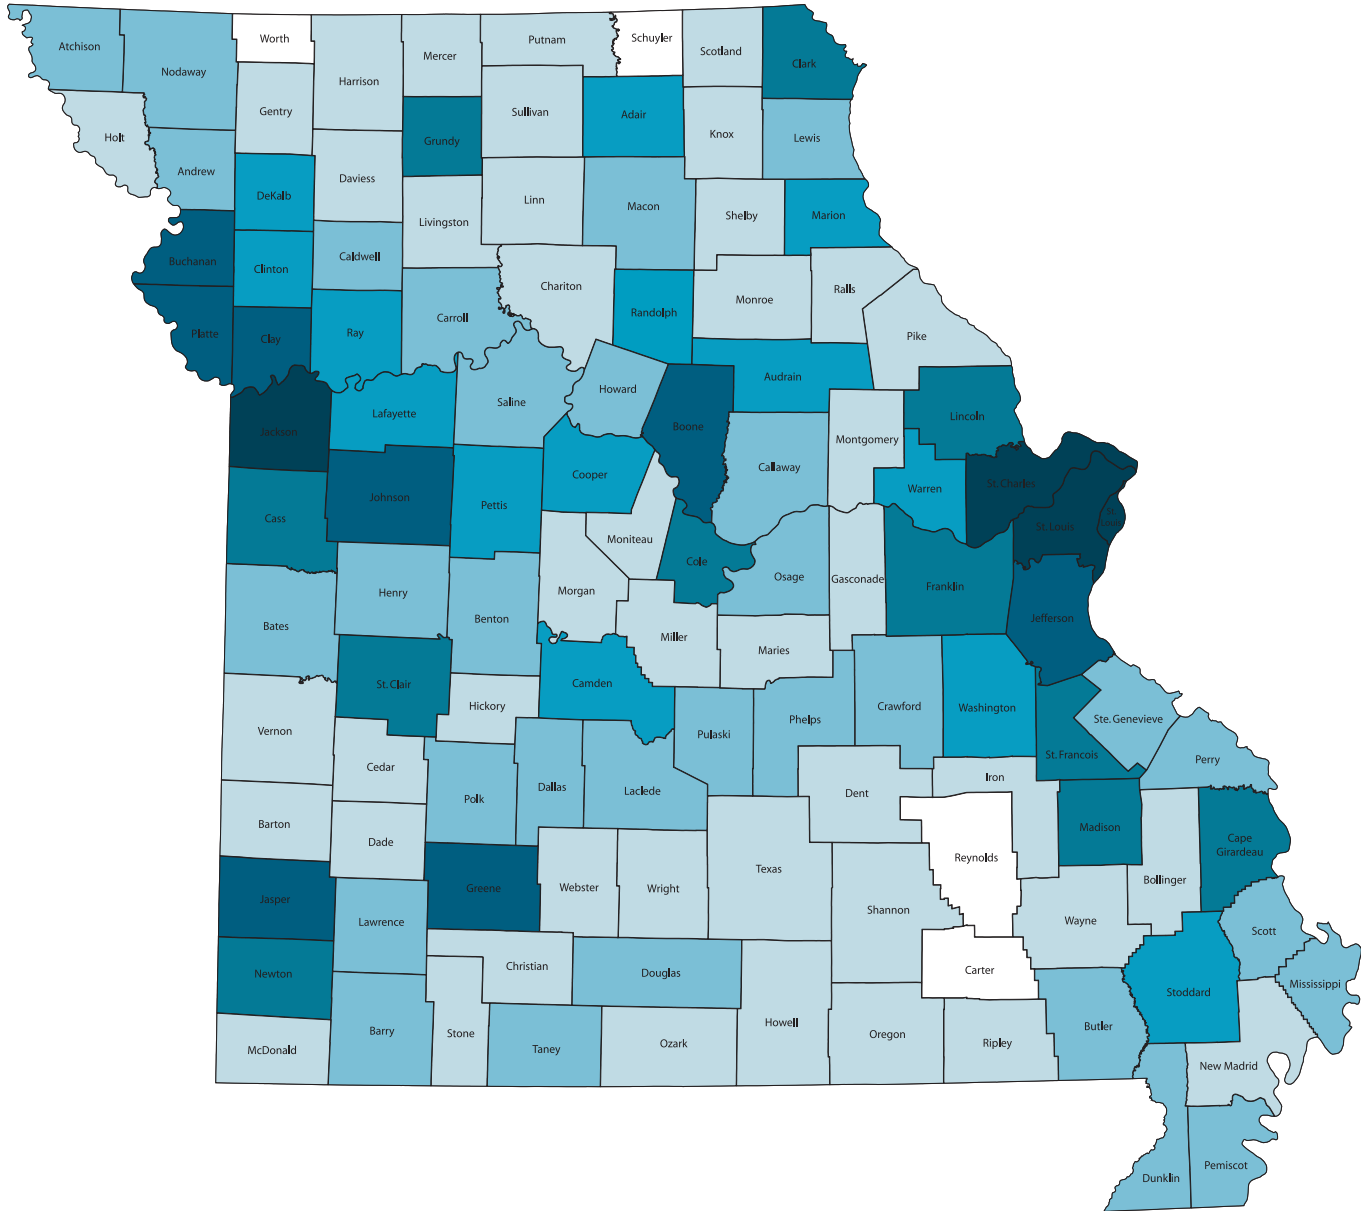 Worth
Schuyler
Putnam
Atchison
Mercer
Scotland
Clark
Nodaway
Harrison
Gentry
Sullivan
Adair
Knox
Lewis
Holt
Grundy
Andrew
Daviess
DeKalb
Linn
Macon
Shelby
Marion
Livingston
Buchanan
Clinton
Caldwell
Chariton
Monroe
Ralls
Randolph
Carroll
Platte
Clay
Ray
Pike
Audrain
Howard
Saline
Lafayette
Lincoln
Jackson
Boone
Montgomery
Callaway
Cooper
Johnson
Pettis
Warren
St. Charles
St.
Louis
St. Louis
Cass
Moniteau
Cole
Osage
Gasconade
Franklin
Henry
Morgan
Benton
Bates
Miller
Maries
Jefferson
St. Clair
Camden
Hickory
Crawford
Washington
Phelps
Ste. Genevieve
Vernon
Pulaski
St. Francois
Cedar
Perry
Iron
Polk
Dallas
Laclede
Dent
Barton
Dade
Madison
Cape
Girardeau
Reynolds
Texas
Greene
Webster
Wright
Bollinger
Jasper
Shannon
Lawrence
Wayne
Scott
Christian
Newton
Douglas
Carter
Mississippi
Stoddard
Howell
Butler
Barry
Stone
Oregon
Ripley
Ozark
Taney
McDonald
New Madrid
Pemiscot
Dunklin